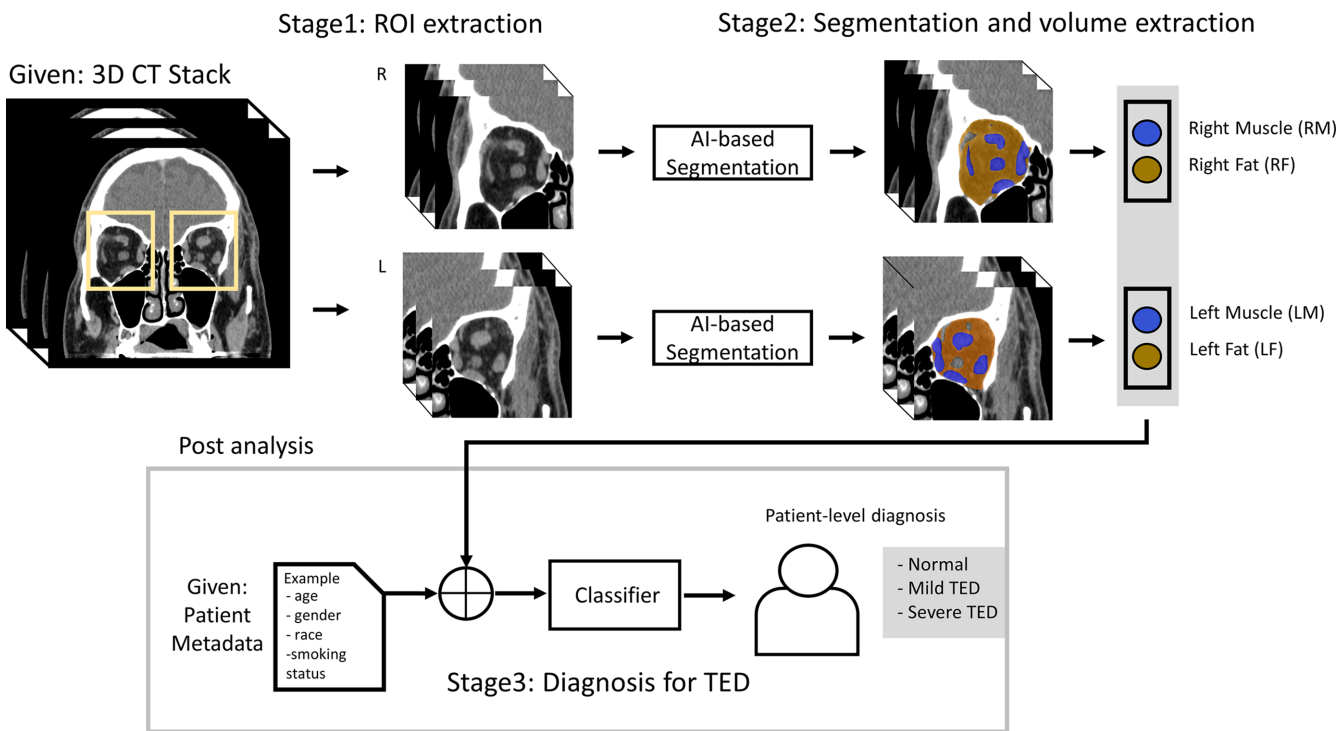 Stage1: ROI extraction
Stage2: Segmentation and volume extraction
Given: 3D CT Stack
R
AI-based
Segmentation
Right Muscle (RM)
Right Fat (RF)
L
AI-based
Segmentation
Left Muscle (LM)
Left Fat (LF)
Post analysis
Given:
Patient
Metadata
Example
- age
- gender
- race
-smoking
status
Classifier
Patient-level diagnosis
- Normal
- Mild TED
- Severe TED
Stage3: Diagnosis for TED